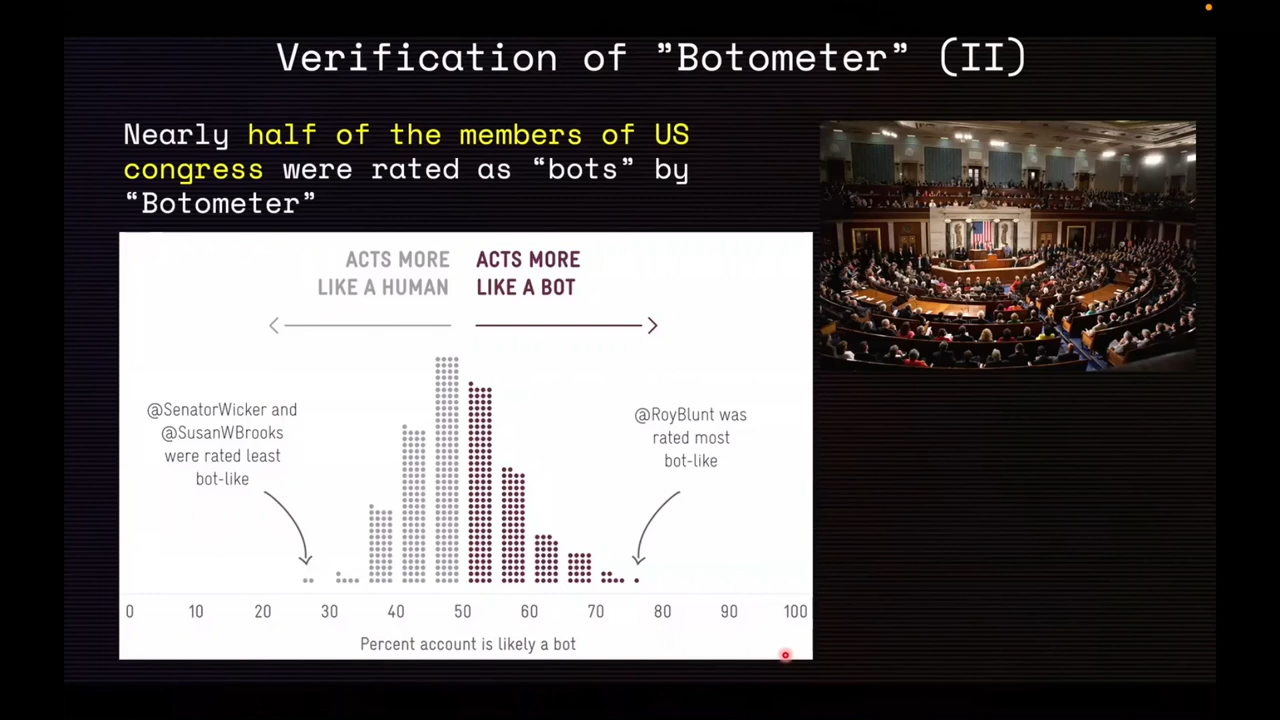 Verification of ”Botometer” (II)
Nearly half of the members of US
congress were rated as “bots” by
“Botometer”
ACTS MORE
LIKE A HUMAN
ACTS MORE
LIKE A BOT
@SenatorWicker and
@SusanWBrooks
were rated least
bot-like
@RoyBlunt was
rated most
bot-like
0 10 20 30 40 50 60 70 80 90 100
Percent account is likely a bot